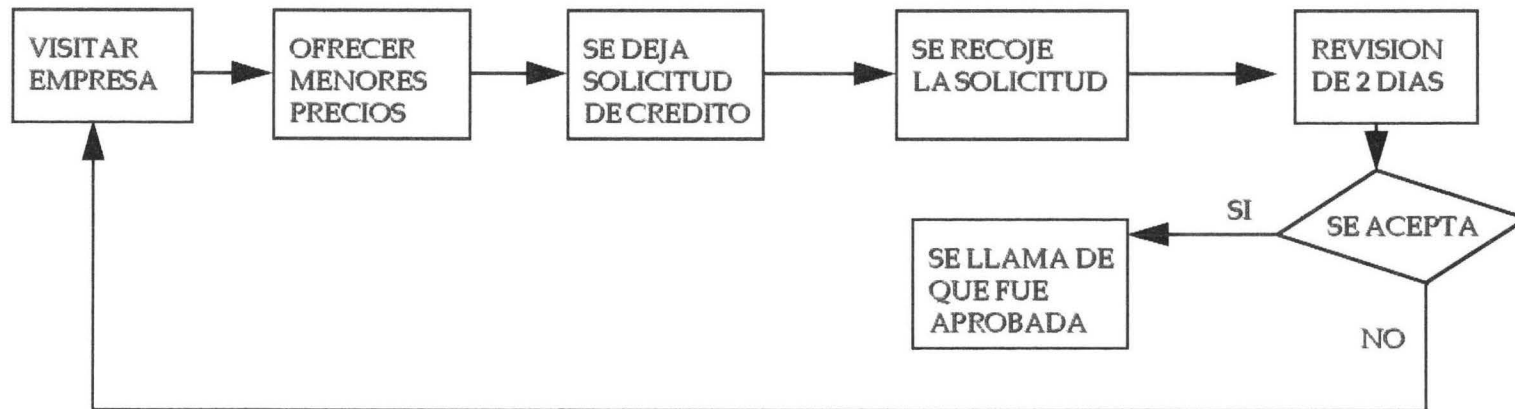 VISITAR
EMPRESA
OFRECER
MENORES
PRECIOS
SE DEJA
SOLICITUD
DE CREDITO
SE RECOJE
LA SOLICITUD
REVISION
DE 2 DIAS
SE ACEPTA
SI
SE LLAMA DE
QUE FUE
APROBADA
NO